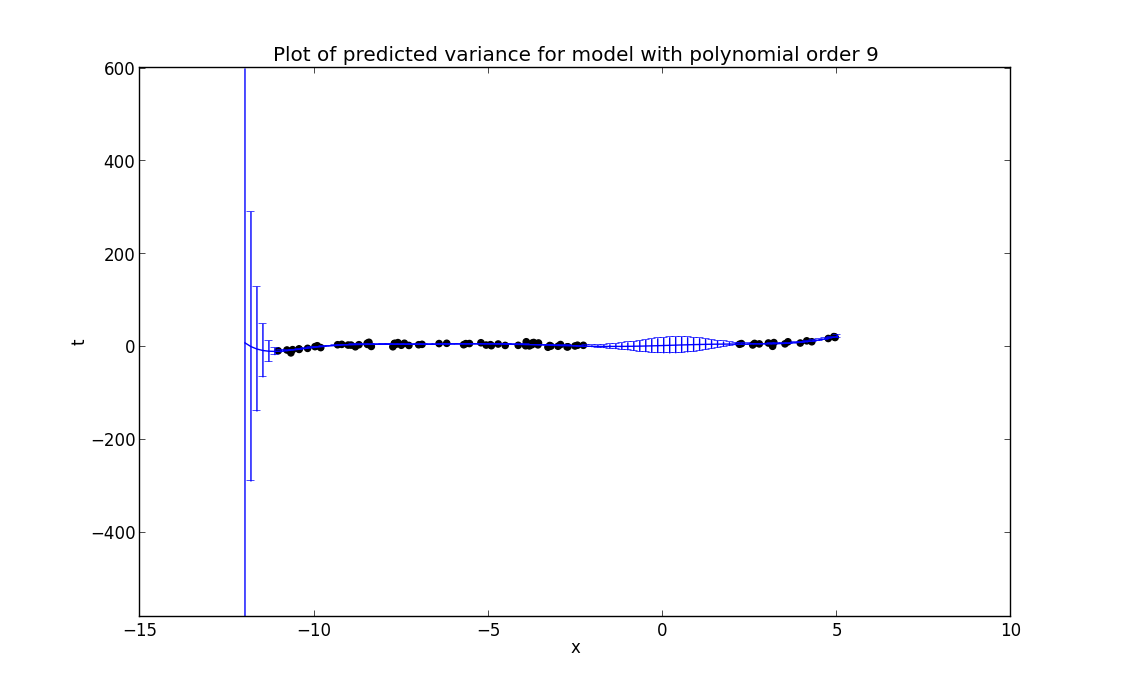 Plot of predicted variance for model with polynomial order 9
600
400
200
0
−200
−400
t
−15 −10 −5 0 5 10
x